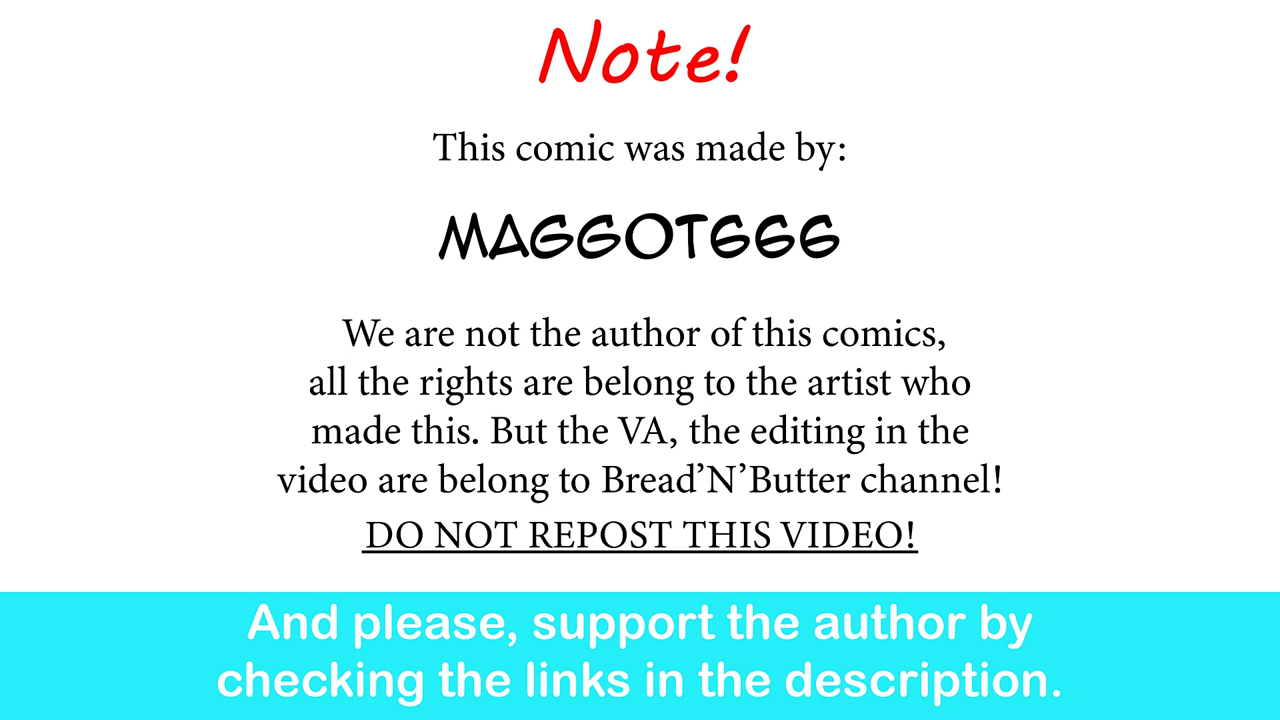 Note!
This comic was made by:
MAGGOT666
We are not the author of this comics,
all the rights are belong to the artist who
made this. But the VA, the editing in the
video are belong to Bread’N’Butter channel!
DO NOT REPOST THIS VIDEO!
And please, support the author by
checking the links in the description.